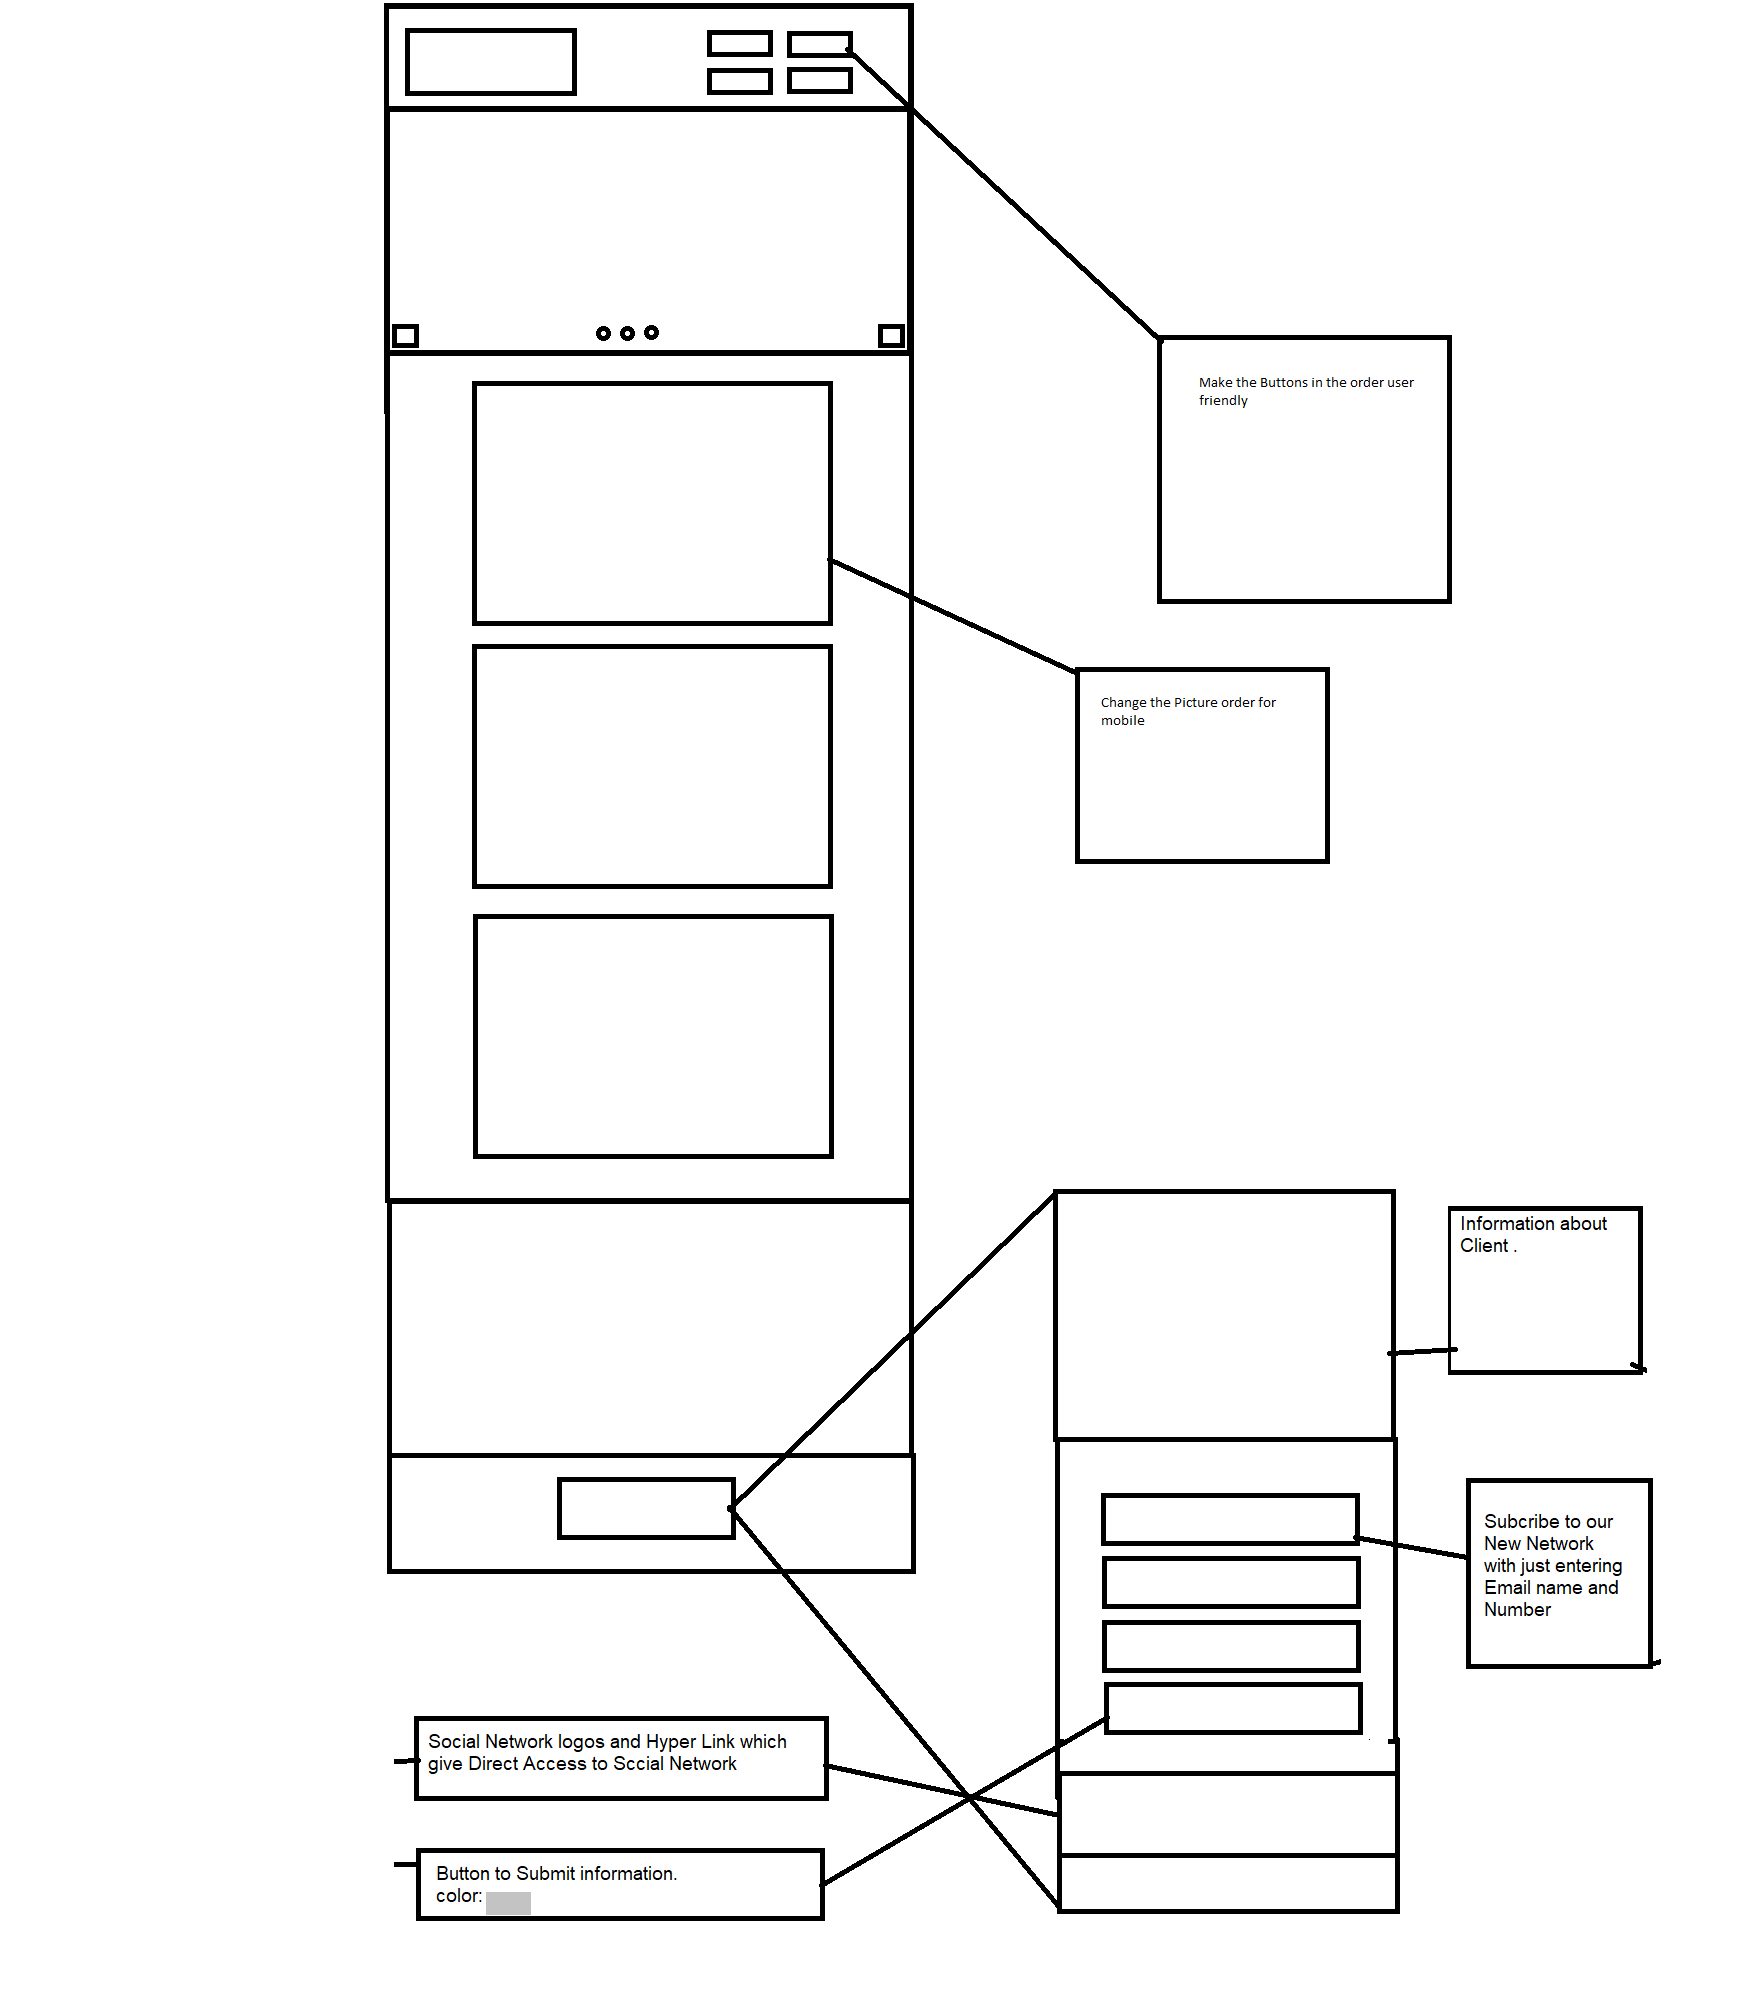 Make the Buttons in the order user
friendly
Change the Picture order for
mobile
Information about
Client .
Subcribe to our
New Network
with just entering
Email name and
Number
Social Network logos and Hyper Link which
give Direct Access to Sccial Network
Button to Submit information.
color: